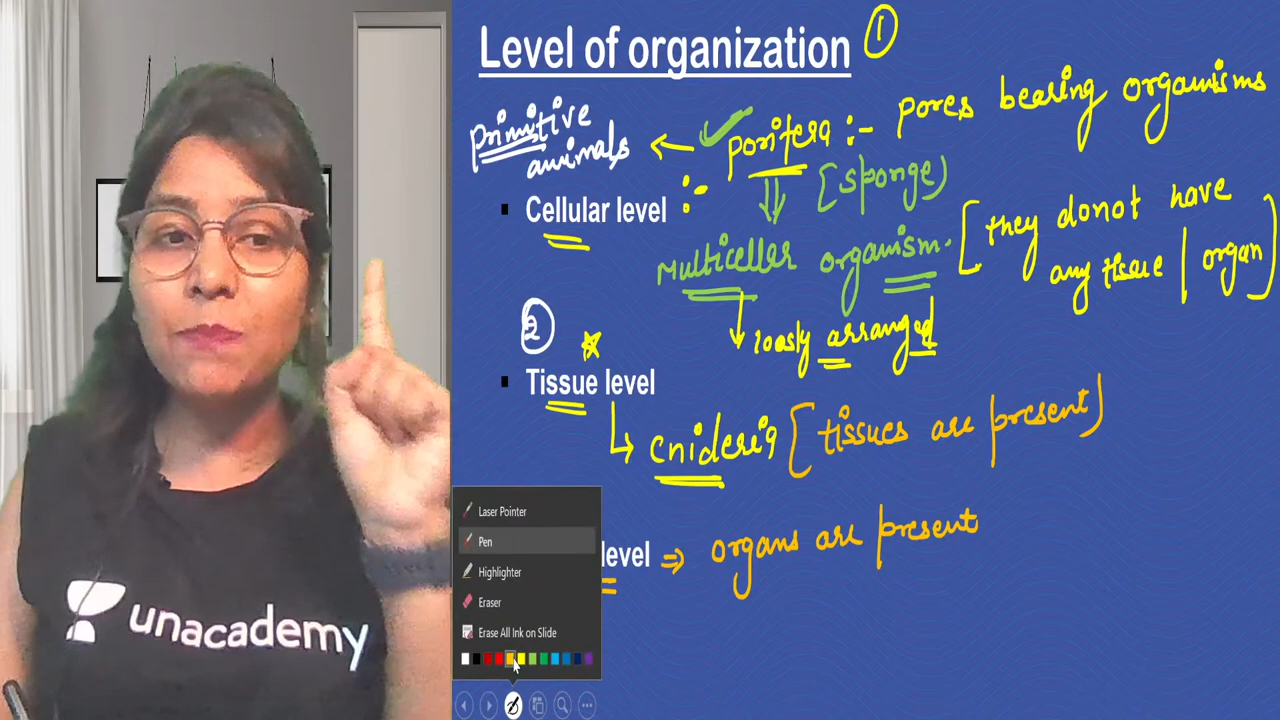 Level of organization 1
primitive animals ← porifera :- pores bearing organisms
[sponge)
▪ Cellular level :-
Multiceller organism. [they donot have any tissue | organ)
loosly arranged
2
▪ Tissue level
cnideria [tissues are present)
level ⇒ organs are present
Laser Pointer
Pen
Highlighter
Eraser
Erase All Ink on Slide
unacademy